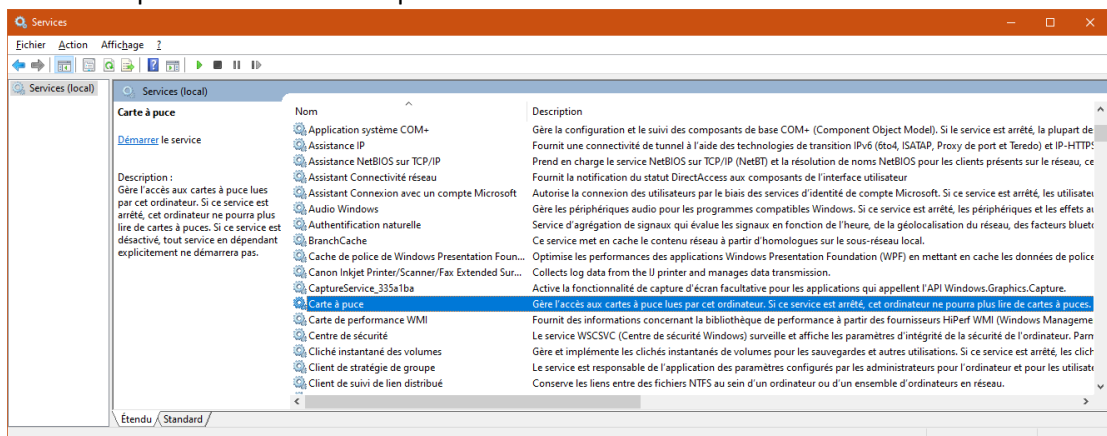 Services
Fichier Action Affichage ?
Services (local)
Services (local)
Carte à puce
Démarrer le service
Description :
Gère l'accès aux cartes à puce lues
par cet ordinateur. Si ce service est
arrêté, cet ordinateur ne pourra plus
lire de cartes à puces. Si ce service est
désactivé, tout service en dépendant
explicitement ne démarrera pas.
Nom Description
Application système COM+ Gère la configuration et le suivi des composants de base COM+ (Component Object Model). Si le service est arrêté, la plupart de
Assistance IP Fournit une connectivité de tunnel à l'aide des technologies de transition IPv6 (6to4, ISATAP, Proxy de port et Teredo) et IP-HTTPS
Assistance NetBIOS sur TCP/IP Prend en charge le service NetBIOS sur TCP/IP (NetBT) et la résolution de noms NetBIOS pour les clients présents sur le réseau, ce
Assistant Connectivité réseau Fournit la notification du statut DirectAccess aux composants de l'interface utilisateur
Assistant Connexion avec un compte Microsoft Autorise la connexion des utilisateurs par le biais des services d'identité de compte Microsoft. Si ce service est arrêté, les utilisateu
Audio Windows Gère les périphériques audio pour les programmes compatibles Windows. Si ce service est arrêté, les périphériques et les effets au
Authentification naturelle Service d'agrégation de signaux qui évalue les signaux en fonction de l'heure, de la géolocalisation du réseau, des facteurs blueto
BranchCache Ce service met en cache le contenu réseau à partir d'homologues sur le sous-réseau local.
Cache de police de Windows Presentation Foun... Optimise les performances des applications Windows Presentation Foundation (WPF) en mettant en cache les données de police
Canon Inkjet Printer/Scanner/Fax Extended Sur... Collects log data from the IJ printer and manages data transmission.
CaptureService_335a1ba Active la fonctionnalité de capture d'écran facultative pour les applications qui appellent l'API Windows.Graphics.Capture.
Carte à puce Gère l'accès aux cartes à puce lues par cet ordinateur. Si ce service est arrêté, cet ordinateur ne pourra plus lire de cartes à puces.
Carte de performance WMI Fournit des informations concernant la bibliothèque de performance à partir des fournisseurs HiPerf WMI (Windows Manageme
Centre de sécurité Le service WSCSVC (Centre de sécurité Windows) surveille et affiche les paramètres d'intégrité de la sécurité de l'ordinateur. Parm
Cliché instantané des volumes Gère et implémente les clichés instantanés de volumes pour les sauvegardes et autres utilisations. Si ce service est arrêté, les clich
Client de stratégie de groupe Le service est responsable de l'application des paramètres configurés par les administrateurs pour l'ordinateur et pour les utilisate
Client de suivi de lien distribué Conserve les liens entre des fichiers NTFS au sein d'un ordinateur ou d'un ensemble d'ordinateurs en réseau.
Étendu Standard